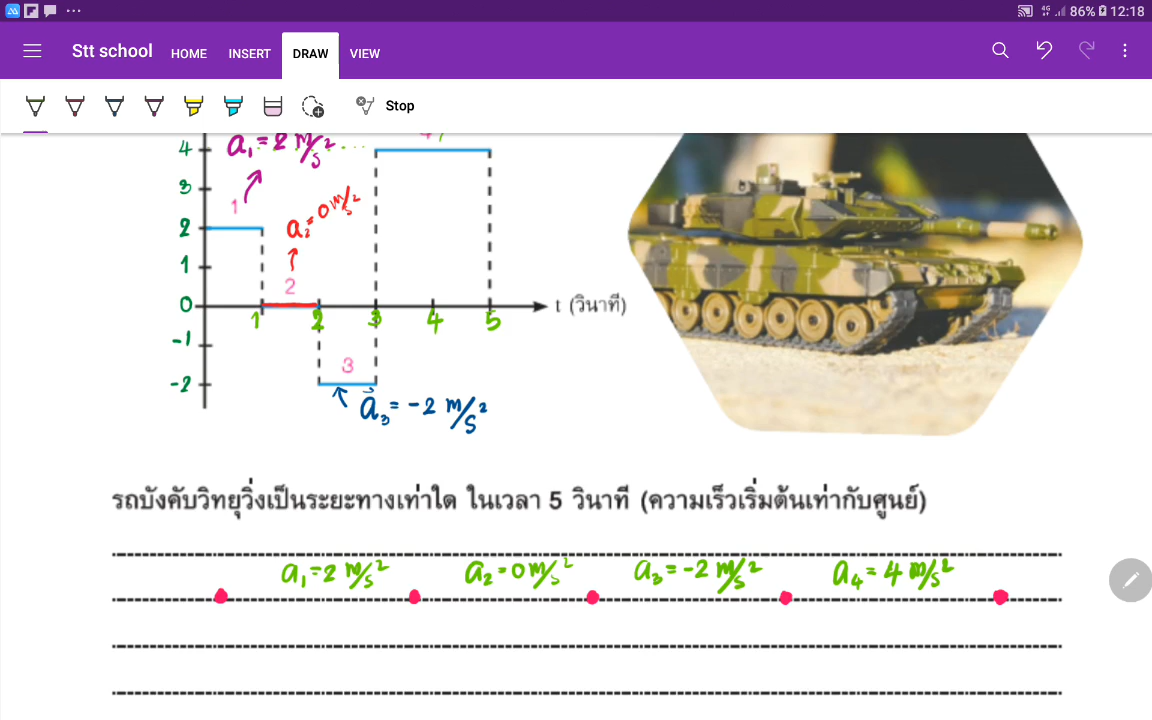 86% 12:18
Stt school HOME INSERT DRAW VIEW
Stop
a₁ = 2 m/s²
4
3
1
a₂ = 0 m/s²
2
1
2
0
t (วินาที)
1 2 3 4 5
-1
3
-2
a⃗₃ = -2 m/s²
รถบังคับวิทยุวิ่งเป็นระยะทางเท่าใด ในเวลา 5 วินาที (ความเร็วเริ่มต้นเท่ากับศูนย์)
a₁ = 2 m/s² a₂ = 0 m/s² a₃ = -2 m/s² a₄ = 4 m/s²